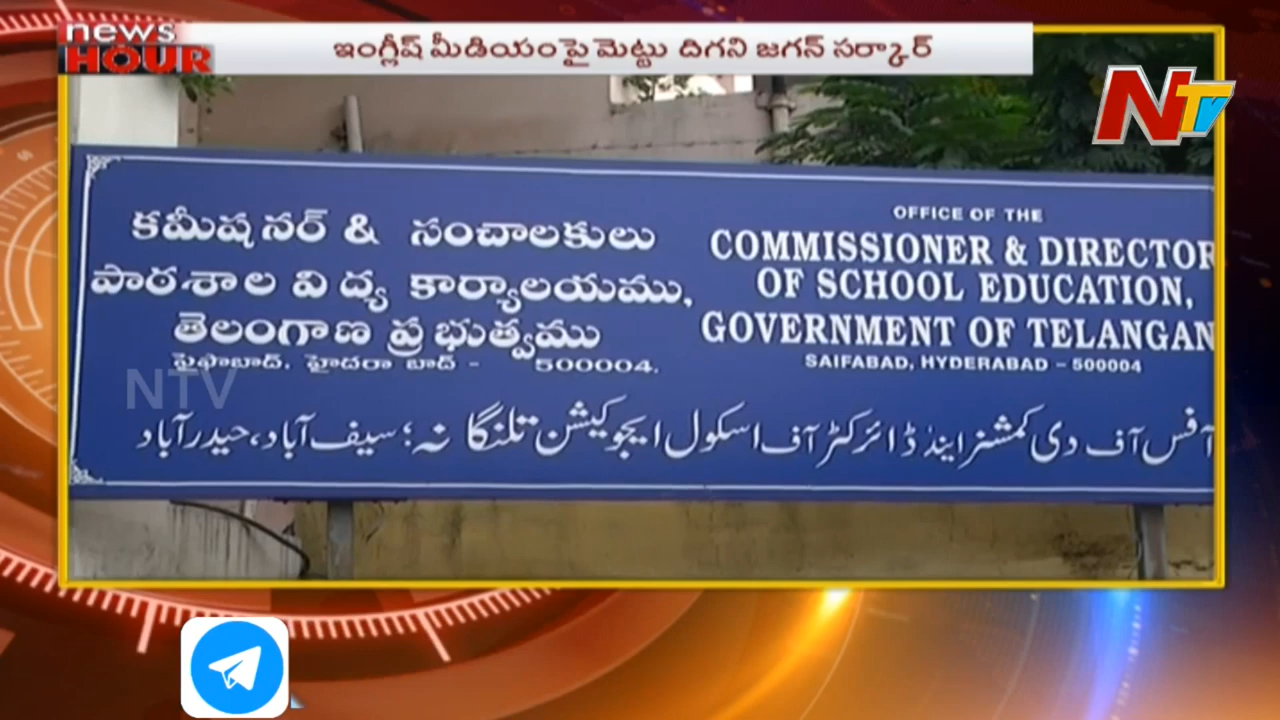 news
HOUR
ఇంగ్లీష్ మీడియంపై మెట్టు దిగని జగన్ సర్కార్
NTV
కమీషనర్ & సంచాలకులు
పాఠశాల విద్య కార్యాలయము,
తెలంగాణ ప్రభుత్వము
సైఫాబాద్, హైదరాబాద్ - 500004.
OFFICE OF THE
COMMISSIONER & DIRECTOR
OF SCHOOL EDUCATION,
GOVERNMENT OF TELANGAN
SAIFABAD, HYDERABAD – 500004
NTV
آفس آف دی کمشنر اینڈ ڈائرکٹر آف اسکول ایجوکیشن تلنگانہ؛ سیف آباد، حیدرآباد